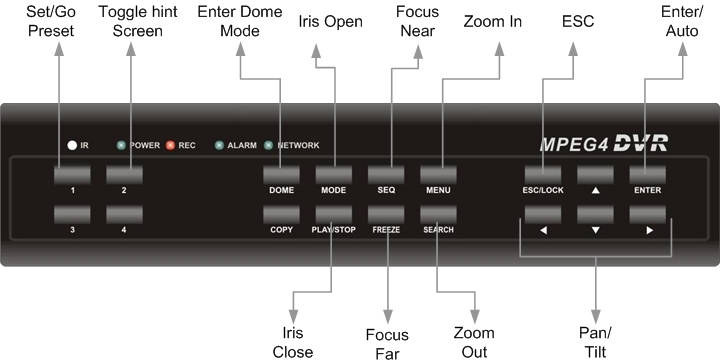 Set/Go Preset
Toggle hint Screen
Enter Dome Mode
Iris Open
Focus Near
Zoom In
ESC
Enter/ Auto
IR POWER REC ALARM NETWORK
MPEG4 DVR
1 2 DOME MODE SEQ MENU ESC/LOCK ▲ ENTER
3 4 COPY PLAY/STOP FREEZE SEARCH ◀ ▼ ▶
Iris Close
Focus Far
Zoom Out
Pan/ Tilt